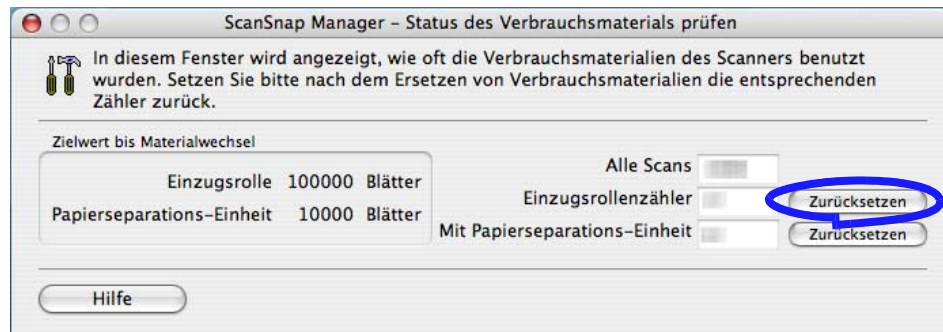 ScanSnap Manager – Status des Verbrauchsmaterials prüfen
In diesem Fenster wird angezeigt, wie oft die Verbrauchsmaterialien des Scanners benutzt
wurden. Setzen Sie bitte nach dem Ersetzen von Verbrauchsmaterialien die entsprechenden
Zähler zurück.
Zielwert bis Materialwechsel
Einzugsrolle 100000 Blätter
Papierseparations-Einheit 10000 Blätter
Alle Scans
Einzugsrollenzähler Zurücksetzen
Mit Papierseparations-Einheit Zurücksetzen
Hilfe